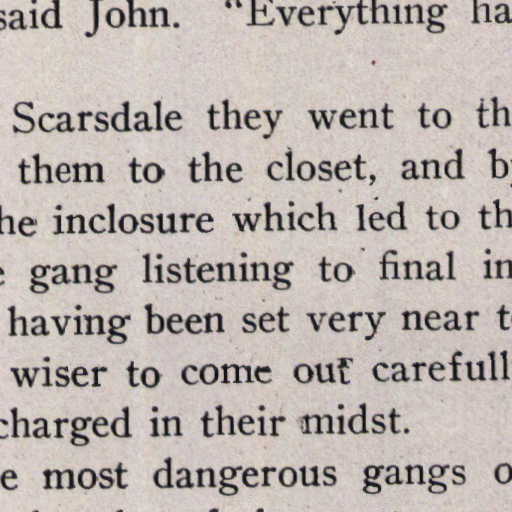 said John. "Everything ha
Scarsdale they went to th
them to the closet, and by
he inclosure which led to th
e gang listening to final in
having been set very near t
wiser to come out carefull
charged in their midst.
e most dangerous gangs o